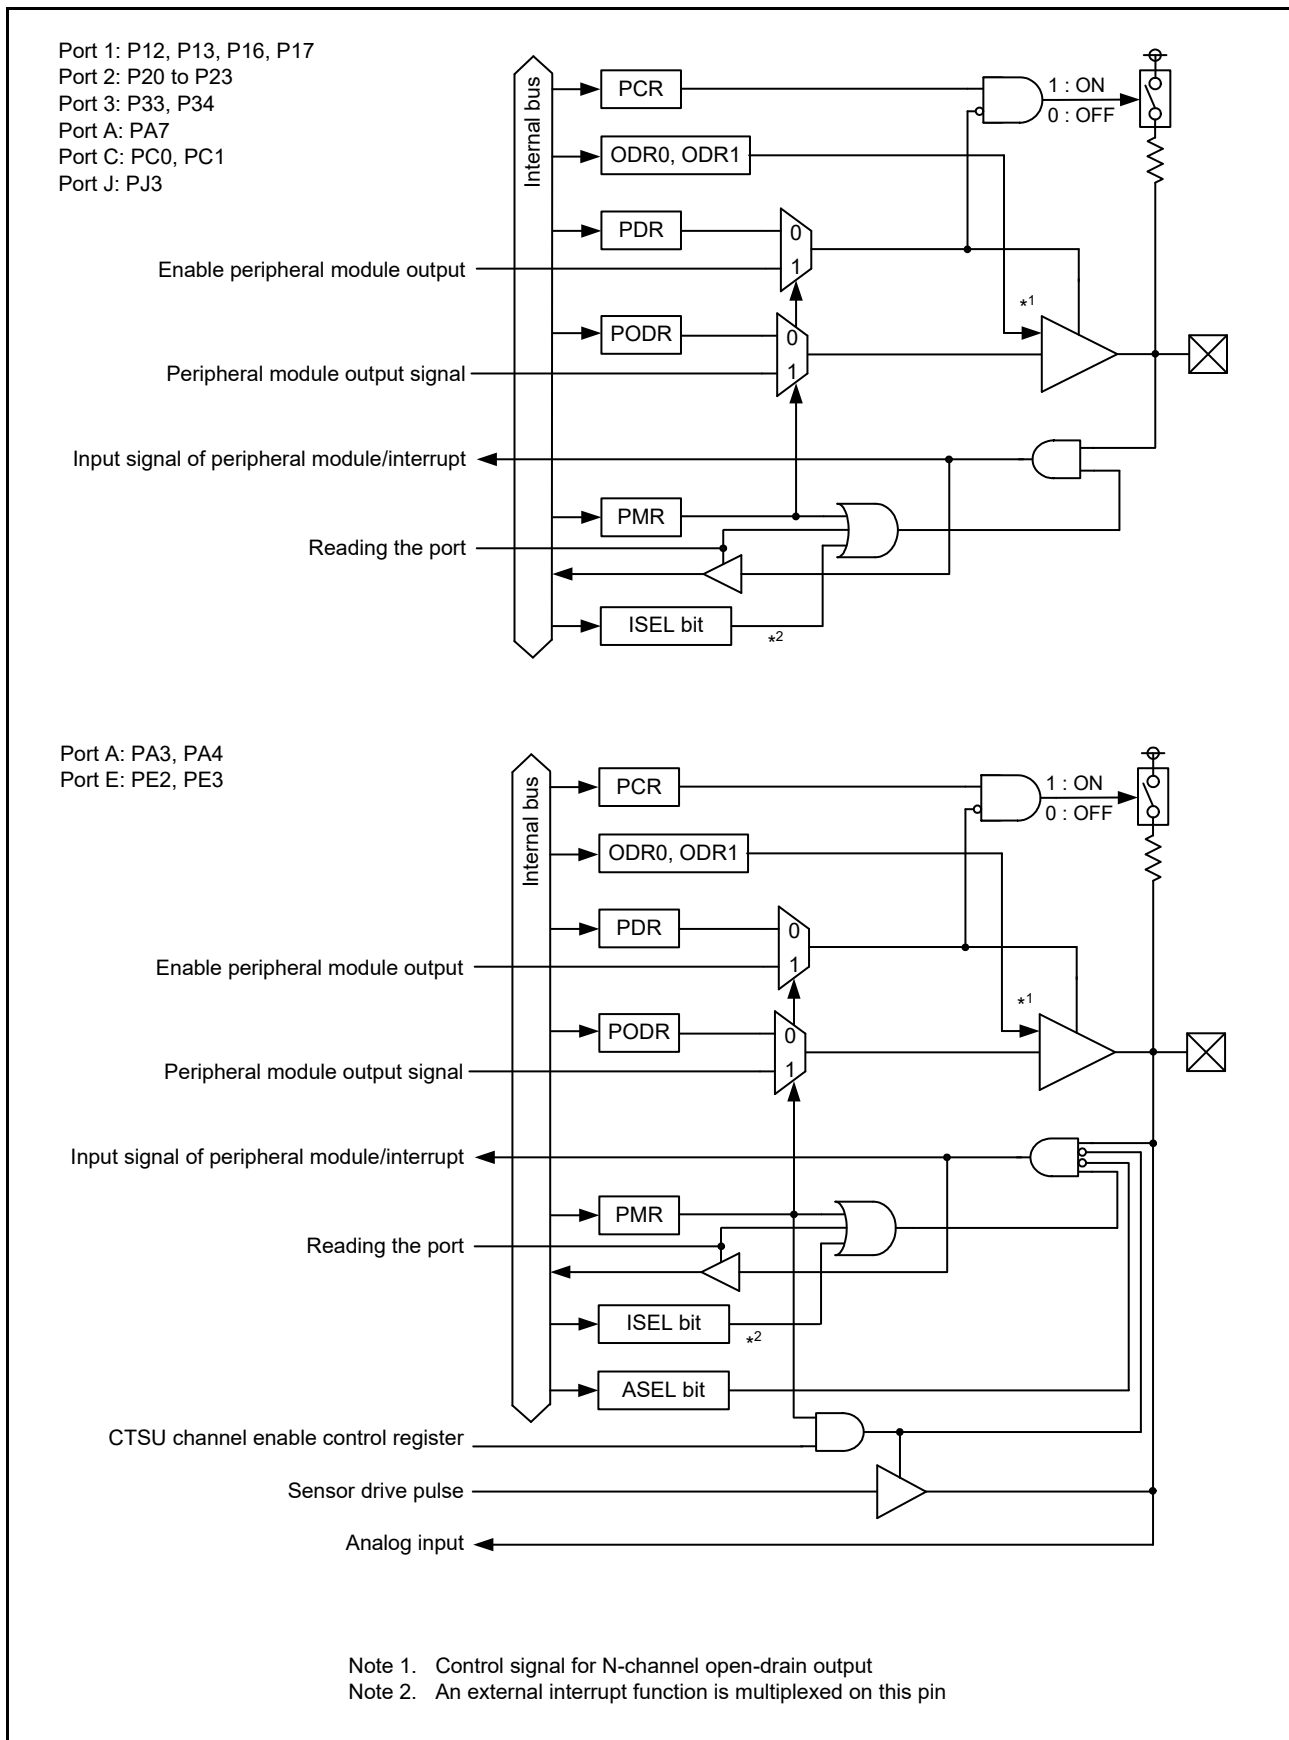 Port 1: P12, P13, P16, P17
Port 2: P20 to P23
Port 3: P33, P34
Port A: PA7
Port C: PC0, PC1
Port J: PJ3
Internal bus
PCR
1 : ON
0 : OFF
ODR0, ODR1
PDR
0
Enable peripheral module output
1
*1
PODR
0
Peripheral module output signal
1
Input signal of peripheral module/interrupt
PMR
Reading the port
ISEL bit
*2
Port A: PA3, PA4
Port E: PE2, PE3
Internal bus
PCR
1 : ON
0 : OFF
ODR0, ODR1
PDR
0
Enable peripheral module output
1
*1
PODR
0
Peripheral module output signal
1
Input signal of peripheral module/interrupt
PMR
Reading the port
ISEL bit
*2
ASEL bit
CTSU channel enable control register
Sensor drive pulse
Analog input
Note 1. Control signal for N-channel open-drain output
Note 2. An external interrupt function is multiplexed on this pin